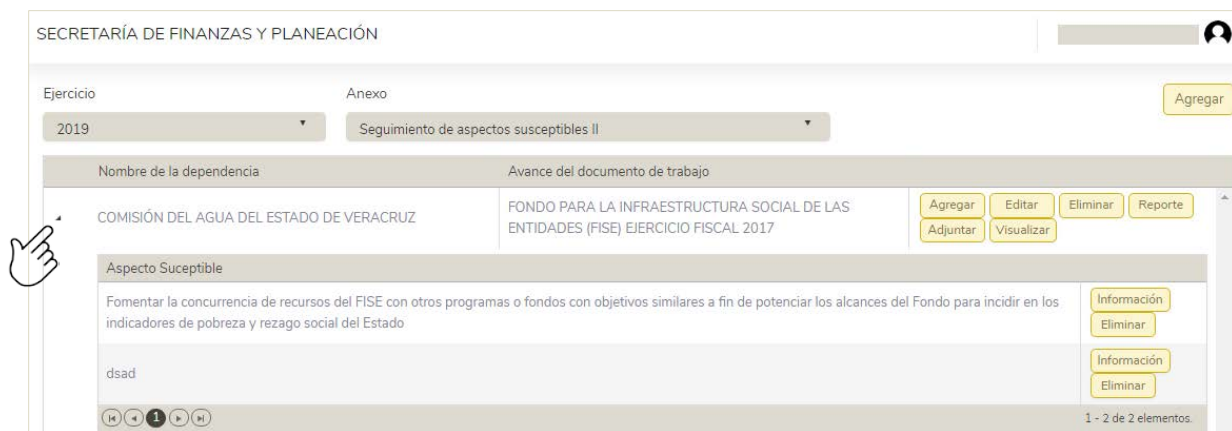 SECRETARÍA DE FINANZAS Y PLANEACIÓN
Ejercicio
Anexo
Agregar
2019
Seguimiento de aspectos susceptibles II
Nombre de la dependencia
Avance del documento de trabajo
COMISIÓN DEL AGUA DEL ESTADO DE VERACRUZ
FONDO PARA LA INFRAESTRUCTURA SOCIAL DE LAS
ENTIDADES (FISE) EJERCICIO FISCAL 2017
Agregar Editar Eliminar Reporte
Adjuntar Visualizar
Aspecto Suceptible
Fomentar la concurrencia de recursos del FISE con otros programas o fondos con objetivos similares a fin de potenciar los alcances del Fondo para incidir en los
indicadores de pobreza y rezago social del Estado
Información
Eliminar
dsad
Información
Eliminar
1
1 - 2 de 2 elementos.